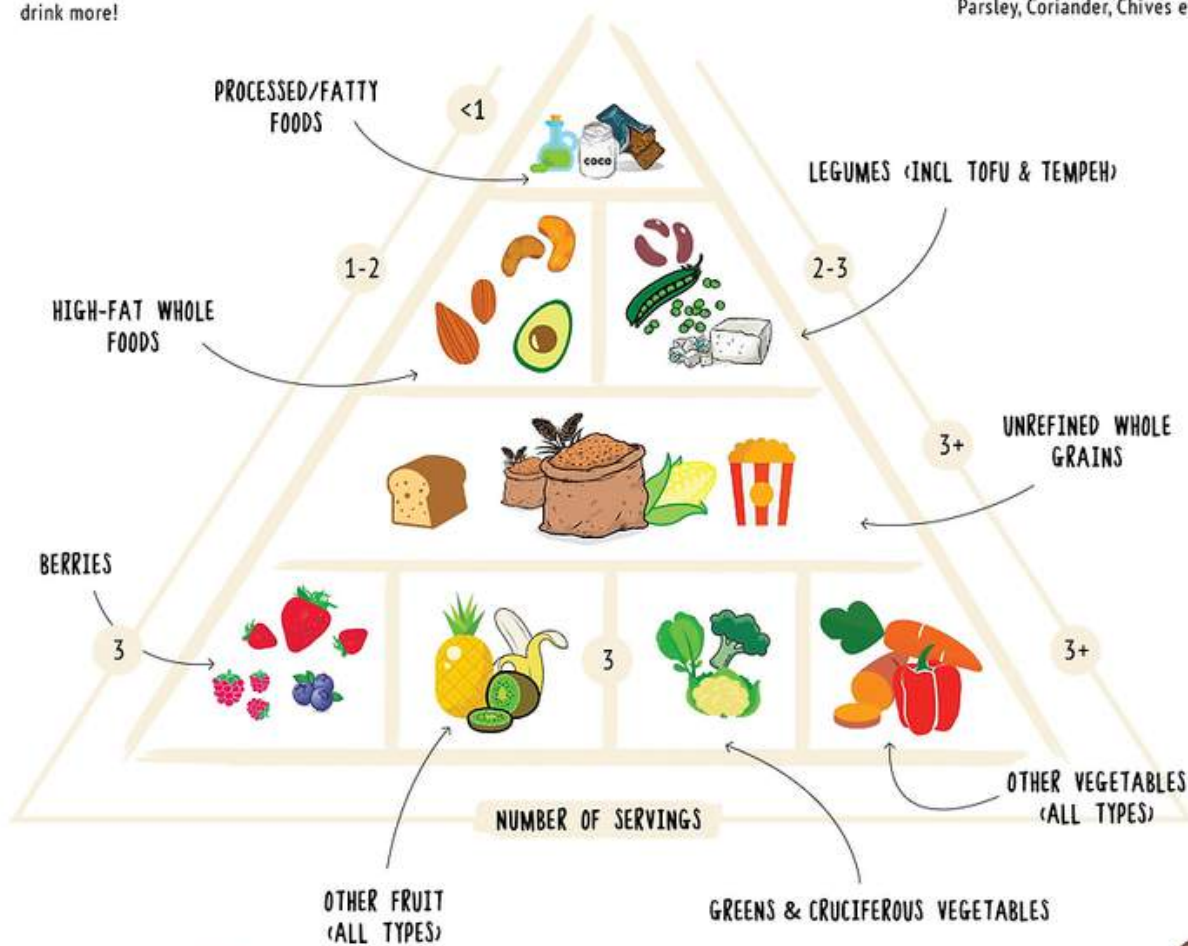 drink more!
Parsley, Coriander, Chives e
PROCESSED/FATTY
FOODS
<1
COCO
LEGUMES (INCL TOFU & TEMPEH)
1-2
2-3
HIGH-FAT WHOLE
FOODS
3+
UNREFINED WHOLE
GRAINS
BERRIES
3
3
3+
OTHER VEGETABLES
(ALL TYPES)
NUMBER OF SERVINGS
OTHER FRUIT
(ALL TYPES)
GREENS & CRUCIFEROUS VEGETABLES